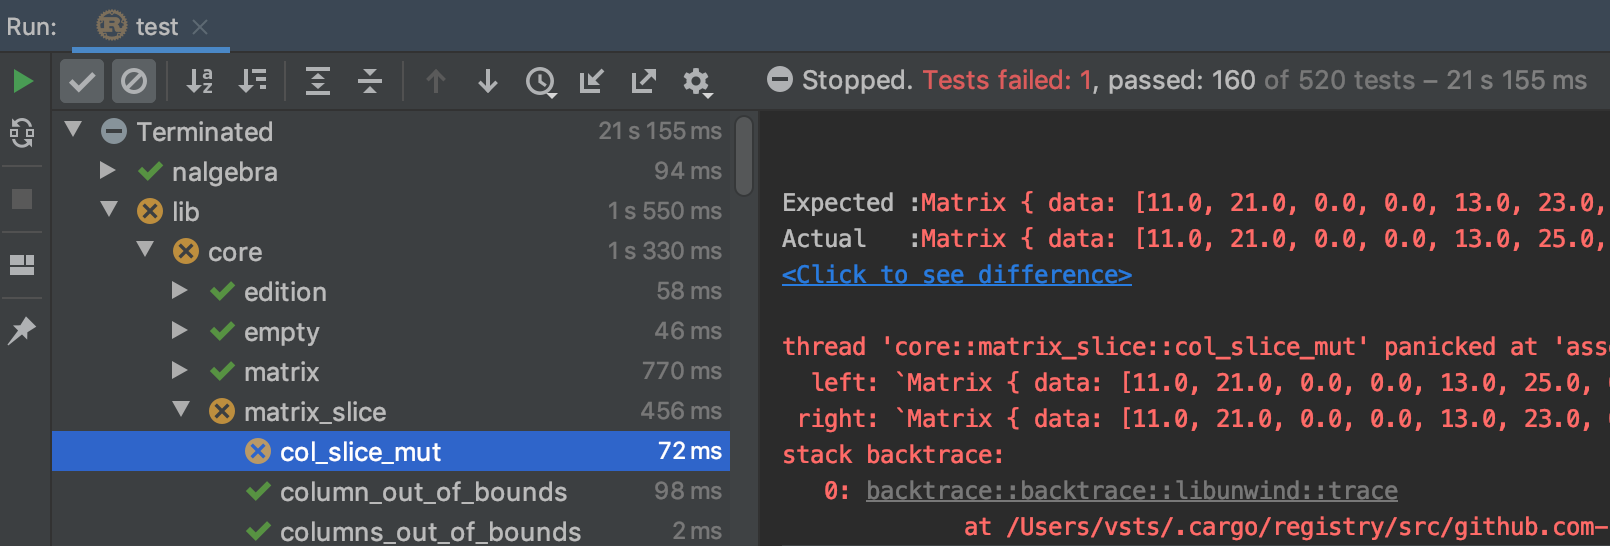 Run: test
Stopped. Tests failed: 1, passed: 160 of 520 tests – 21 s 155 ms
Terminated 21 s 155 ms
nalgebra 94 ms
lib 1 s 550 ms
core 1 s 330 ms
edition 58 ms
empty 46 ms
matrix 770 ms
matrix_slice 456 ms
col_slice_mut 72 ms
column_out_of_bounds 98 ms
columns_out_of_bounds 2 ms
Expected :Matrix { data: [11.0, 21.0, 0.0, 0.0, 13.0, 23.0,
Actual :Matrix { data: [11.0, 21.0, 0.0, 0.0, 13.0, 25.0,
<Click to see difference>
thread 'core::matrix_slice::col_slice_mut' panicked at 'ass
left: `Matrix { data: [11.0, 21.0, 0.0, 0.0, 13.0, 25.0,
right: `Matrix { data: [11.0, 21.0, 0.0, 0.0, 13.0, 23.0,
stack backtrace:
0: backtrace::backtrace::libunwind::trace
at /Users/vsts/.cargo/registry/src/github.com-